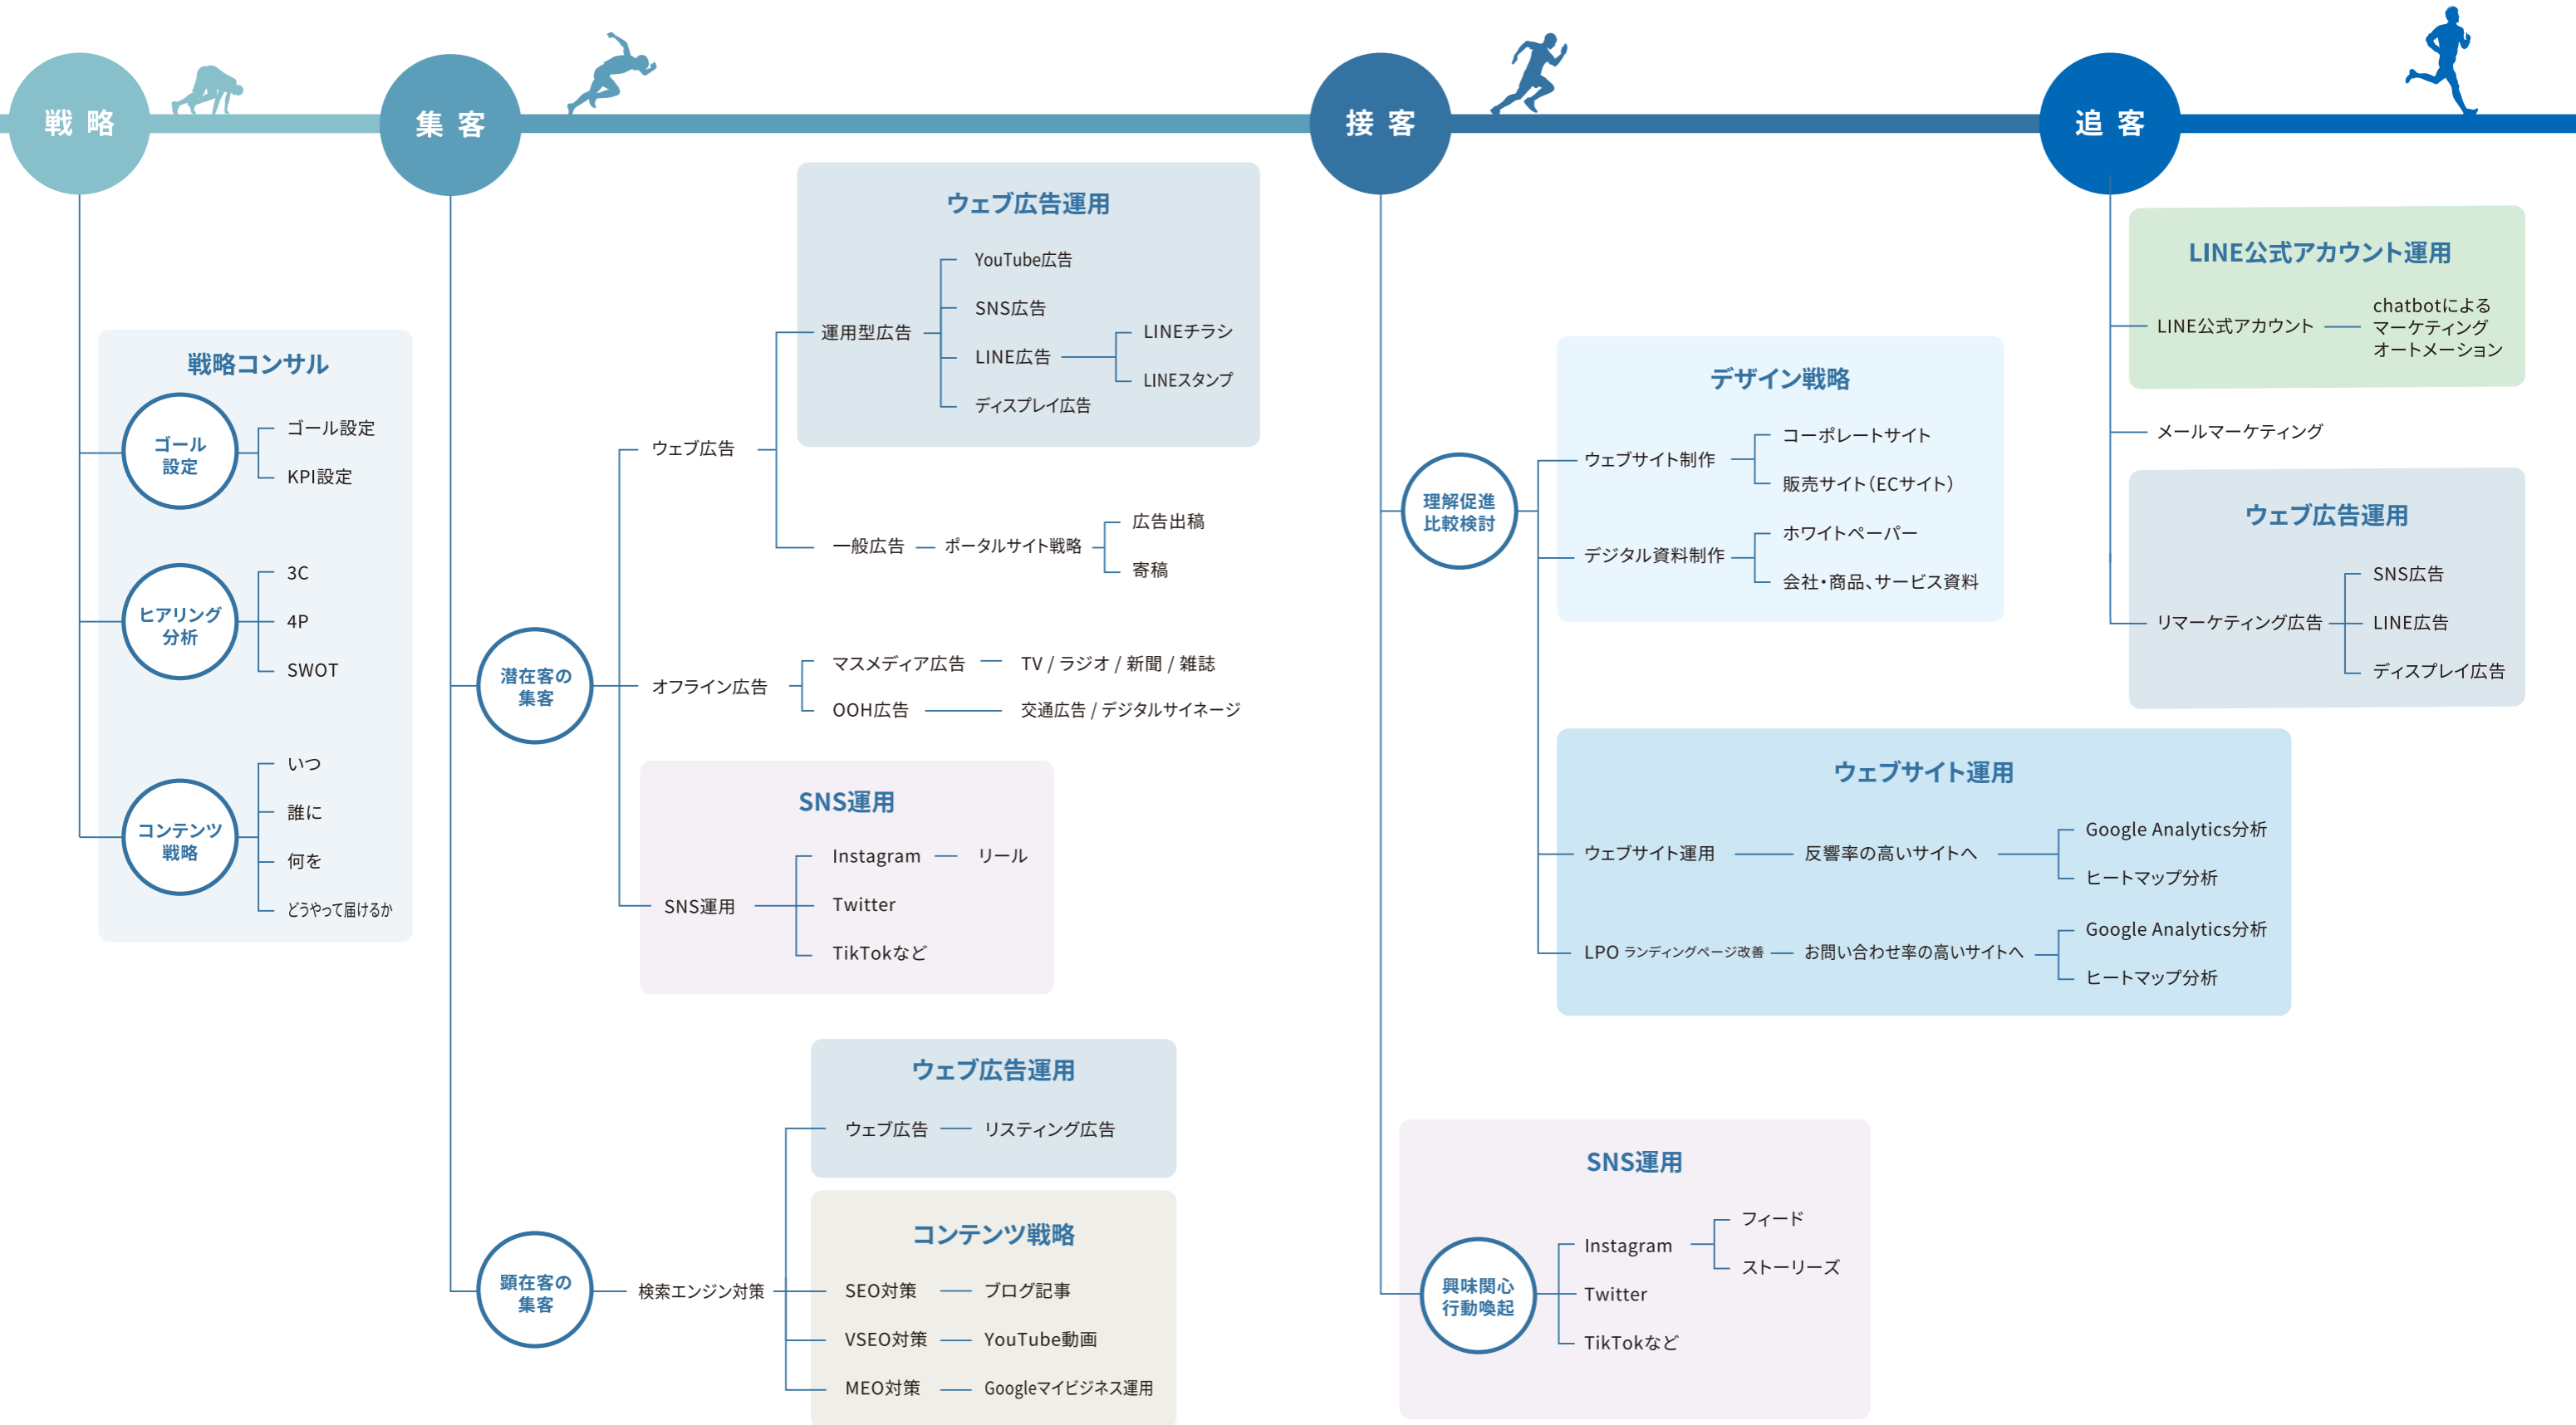 戦略
集客
接客
追客
戦略コンサル
ゴール
設定
ゴール設定
KPI設定
ヒアリング
分析
3C
4P
SWOT
コンテンツ
戦略
いつ
誰に
何を
どうやって届けるか
潜在客の
集客
ウェブ広告
ウェブ広告運用
運用型広告
YouTube広告
SNS広告
LINE広告
LINEチラシ
LINEスタンプ
ディスプレイ広告
一般広告
ポータルサイト戦略
広告出稿
寄稿
オフライン広告
マスメディア広告
TV / ラジオ / 新聞 / 雑誌
OOH広告
交通広告 / デジタルサイネージ
SNS運用
SNS運用
Instagram
リール
Twitter
TikTokなど
顕在客の
集客
検索エンジン対策
ウェブ広告運用
ウェブ広告
リスティング広告
コンテンツ戦略
SEO対策
ブログ記事
VSEO対策
YouTube動画
MEO対策
Googleマイビジネス運用
理解促進
比較検討
デザイン戦略
ウェブサイト制作
コーポレートサイト
販売サイト（ECサイト）
デジタル資料制作
ホワイトペーパー
会社・商品、サービス資料
ウェブサイト運用
ウェブサイト運用
反響率の高いサイトへ
Google Analytics分析
ヒートマップ分析
LPO ランディングページ改善
お問い合わせ率の高いサイトへ
Google Analytics分析
ヒートマップ分析
SNS運用
興味関心
行動喚起
Instagram
フィード
ストーリーズ
Twitter
TikTokなど
LINE公式アカウント運用
LINE公式アカウント
chatbotによる
マーケティング
オートメーション
メールマーケティング
ウェブ広告運用
リマーケティング広告
SNS広告
LINE広告
ディスプレイ広告